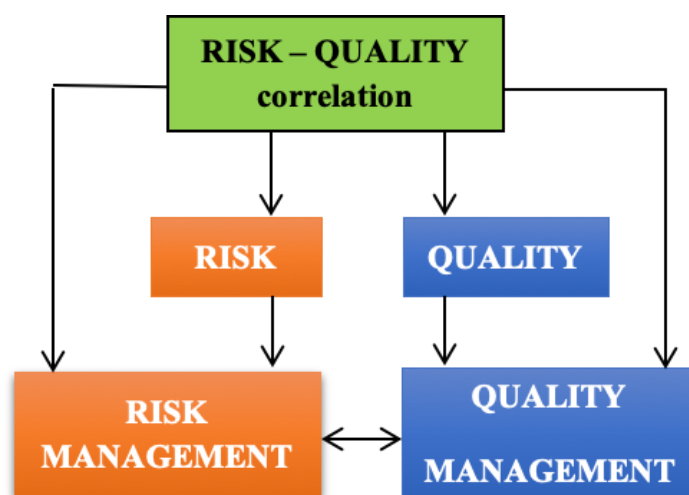 RISK – QUALITY
correlation
RISK
QUALITY
RISK
MANAGEMENT
QUALITY
MANAGEMENT